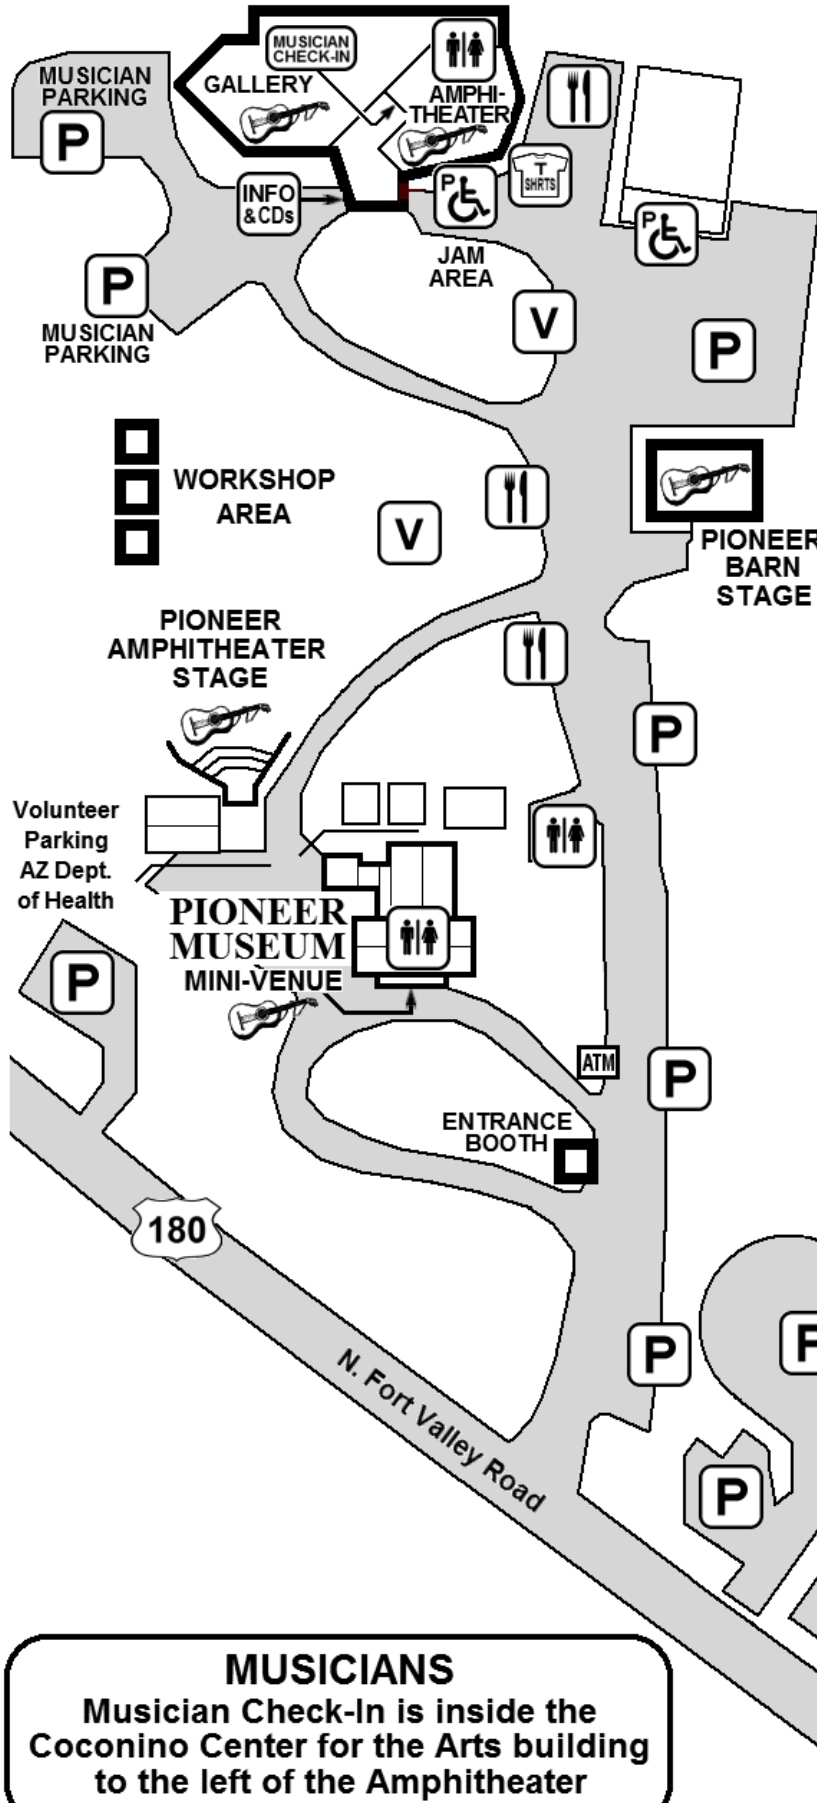 MUSICIAN
CHECK-IN
MUSICIAN
PARKING
P
GALLERY
AMPHI-
THEATER
T
SHRTS
INFO
& CDs
P
P
JAM
AREA
P
MUSICIAN
PARKING
V
P
WORKSHOP
AREA
V
PIONEER
BARN
STAGE
PIONEER
AMPHITHEATER
STAGE
P
Volunteer
Parking
AZ Dept.
of Health
PIONEER
MUSEUM
MINI-VENUE
P
ATM
P
ENTRANCE
BOOTH
180
P
P
N. Fort Valley Road
P
MUSICIANS
Musician Check-In is inside the
Coconino Center for the Arts building
to the left of the Amphitheater